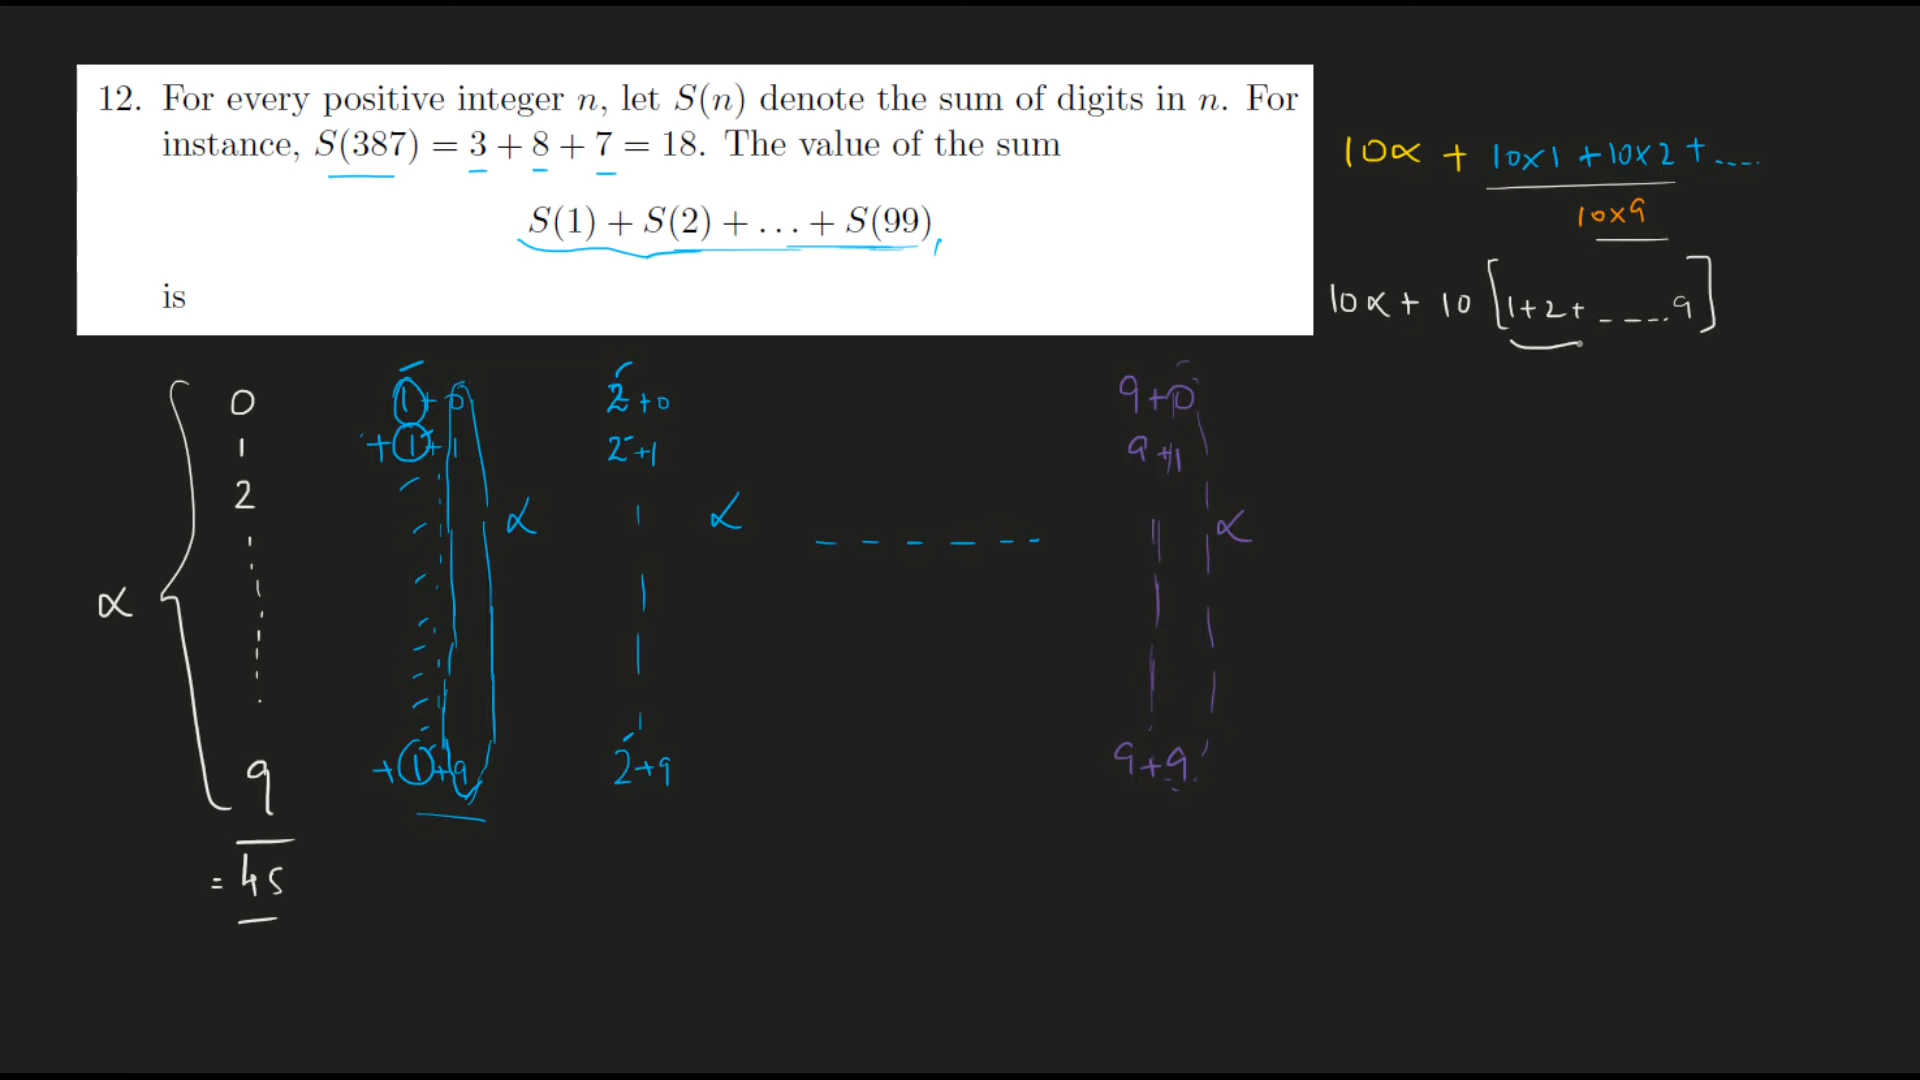 12. For every positive integer n, let S(n) denote the sum of digits in n. For
instance, S(387) = 3 + 8 + 7 = 18. The value of the sum
S(1) + S(2) + ... + S(99)
is
10α + 10×1 + 10×2 + ....
10×9
10α + 10 [1+2+ ----.9]
0 1+0 2+0 9+0
1 +1+1 2+1 9+1
2
α α α α
9 +1+9 2+9 9+9
= 45